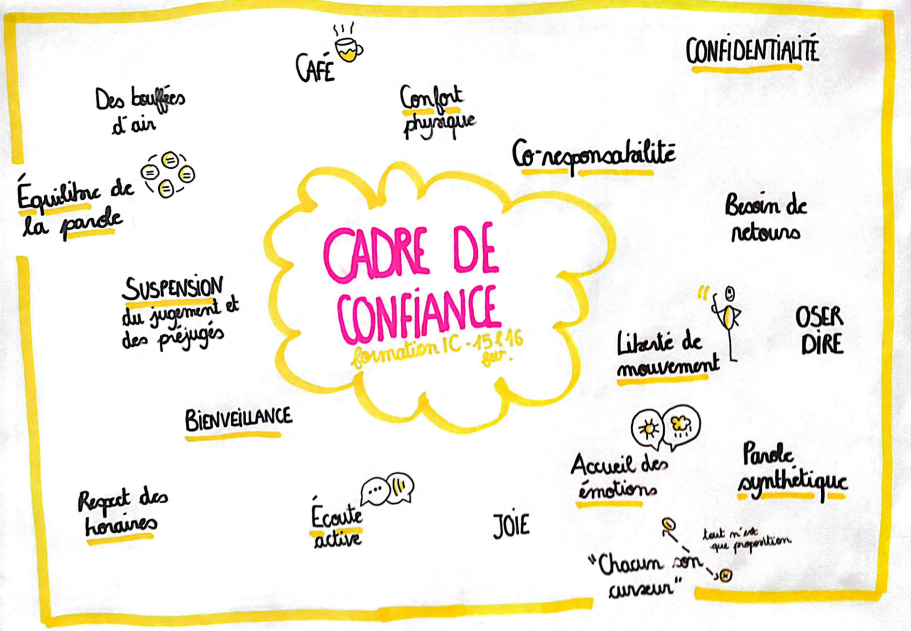 CAFÉ
CONFIDENTIALITÉ
Des bouffées
d'air
Confort
physique
Co-responsabilité
Équilibre de
la parole
Besoin de
retours
CADRE DE
CONFIANCE
formation IC - 15 & 16
fev.
SUSPENSION
du jugement et
des préjugés
Liberté de
mouvement
OSER
DIRE
BIENVEILLANCE
Accueil des
émotions
Parole
synthétique
Respect des
horaires
Écoute
active
JOIE
tout n'est
que proportion
"Chacun son
curseur"